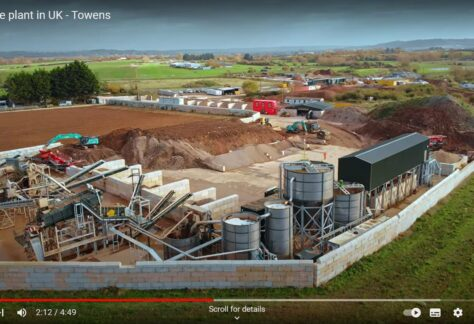 e plant in UK - Towens
2:12 / 4:49
Scroll for details